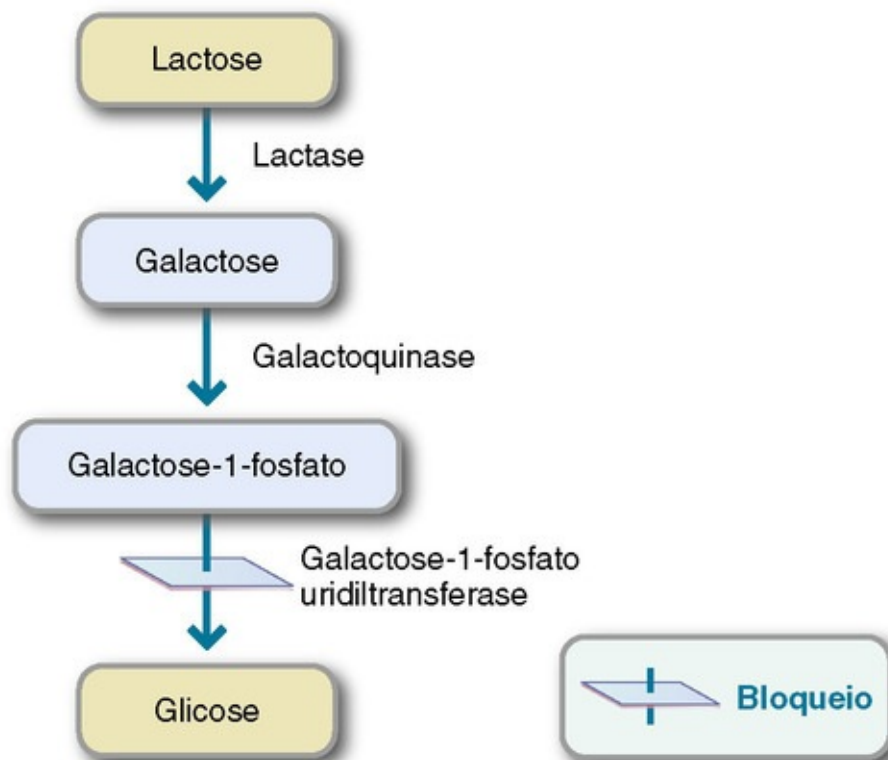 Lactose
Lactase
Galactose
Galactoquinase
Galactose-1-fosfato
Galactose-1-fosfato
uridiltransferase
Glicose
Bloqueio